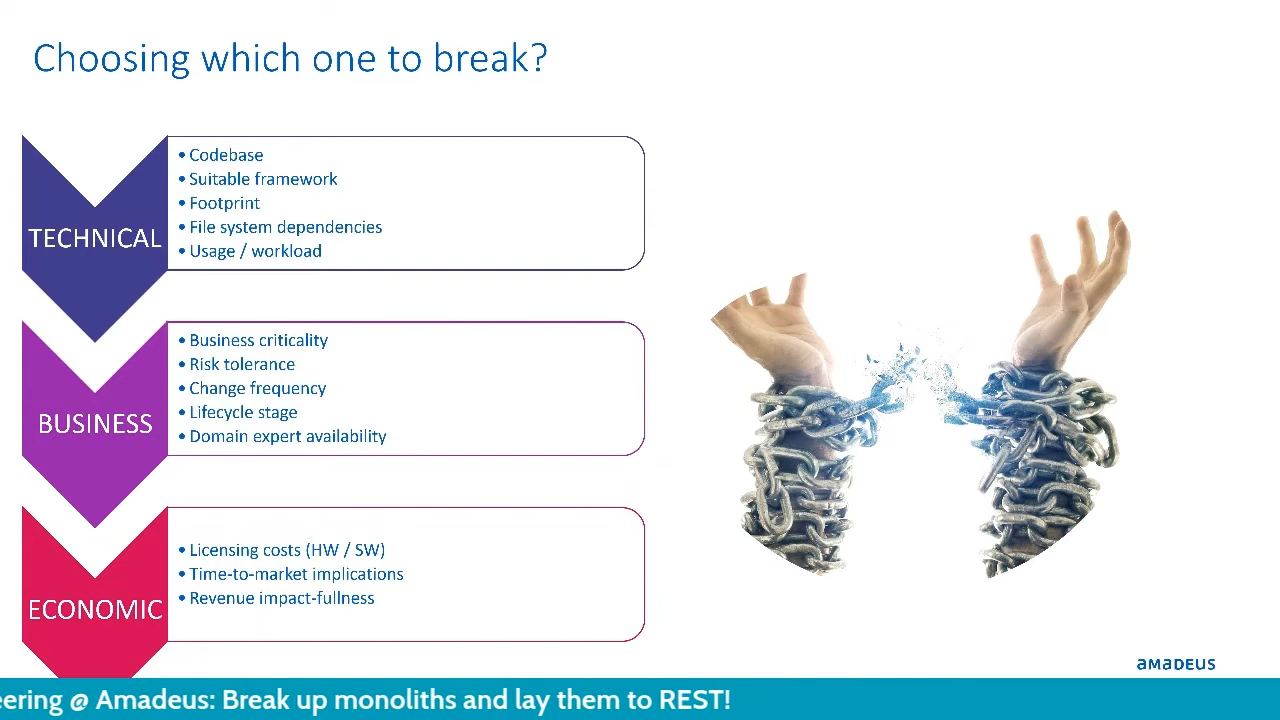 Choosing which one to break?
TECHNICAL
• Codebase
• Suitable framework
• Footprint
• File system dependencies
• Usage / workload
BUSINESS
• Business criticality
• Risk tolerance
• Change frequency
• Lifecycle stage
• Domain expert availability
ECONOMIC
• Licensing costs (HW / SW)
• Time-to-market implications
• Revenue impact-fullness
amadeus
eering @ Amadeus: Break up monoliths and lay them to REST!